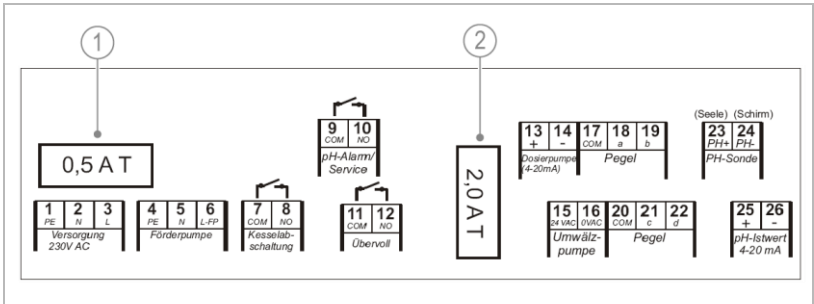 1
2
0,5 A T
2,0 A T
9 10
COM NO
pH-Alarm/
Service
13 14 17 18 19
+ - COM a b
Dosierpumpe
(4-20mA)
Pegel
(Seele) (Schirm)
23 24
PH+ PH-
PH-Sonde
1 2 3
PE N L
Versorgung
230V AC
4 5 6
PE N L-FP
Förderpumpe
7 8
COM NO
Kesselab-
schaltung
11 12
COM NO
Übervoll
15 16 20 21 22
24 VAC 0VAC COM c d
Umwälz-
pumpe
Pegel
25 26
+ -
pH-Istwert
4-20 mA